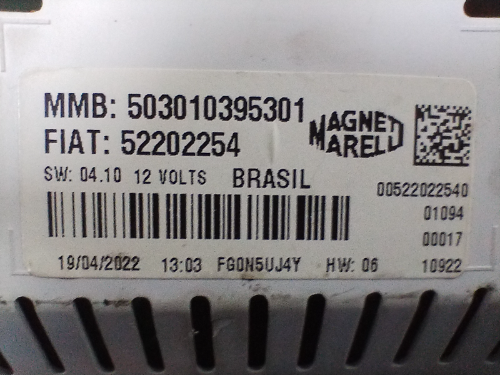 MMB: 503010395301
FIAT: 52202254
MAGNETI
MARELLI
SW: 04.10 12 VOLTS BRASIL
00522022540
01094
00017
19/04/2022 13:03 FG0N5UJ4Y HW: 06 10922